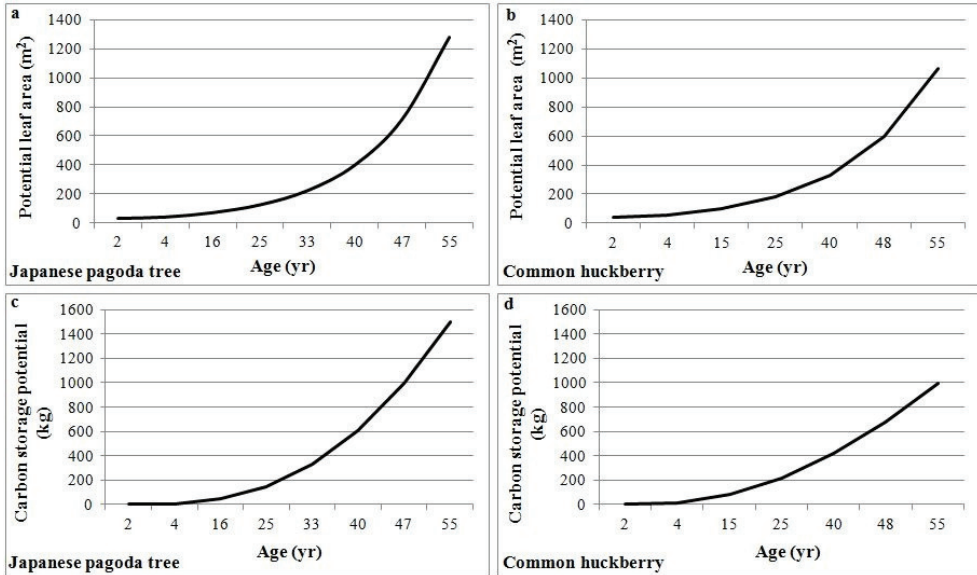 a
Potential leaf area (m²)
1400
1200
1000
800
600
400
200
0
2 4 16 25 33 40 47 55
Age (yr)
Japanese pagoda tree
b
Potential leaf area (m²)
1400
1200
1000
800
600
400
200
0
2 4 15 25 40 48 55
Age (yr)
Common huckberry
c
Carbon storage potential
(kg)
1600
1400
1200
1000
800
600
400
200
0
2 4 16 25 33 40 47 55
Age (yr)
Japanese pagoda tree
d
Carbon storage potential
(kg)
1600
1400
1200
1000
800
600
400
200
0
2 4 15 25 40 48 55
Age (yr)
Common huckberry